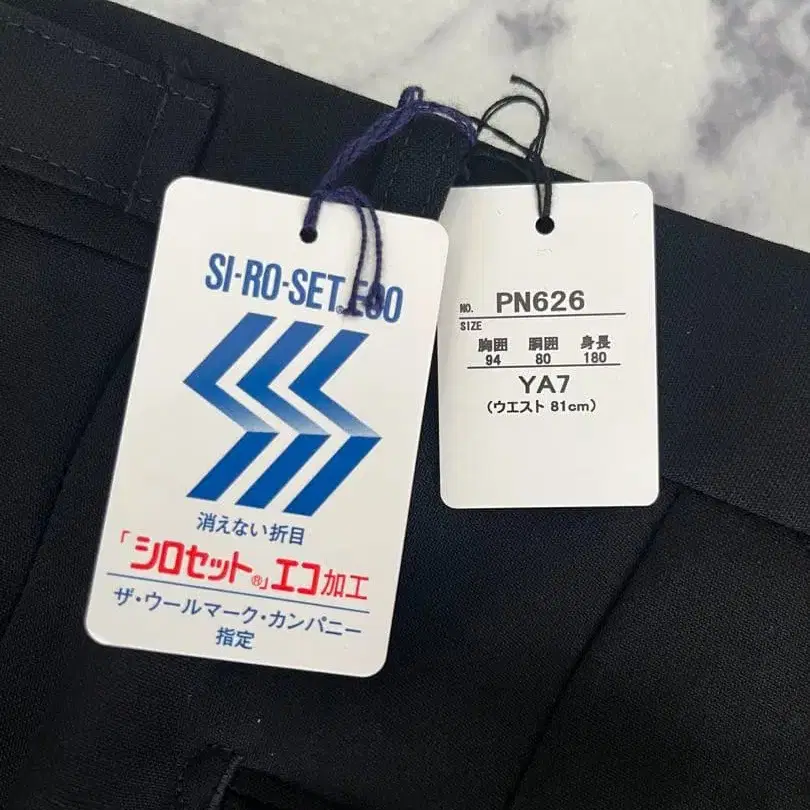 SI-RO-SET®ECO
消えない折目
「シロセット®」エコ加工
ザ・ウールマーク・カンパニー
指定
NO. PN626
SIZE
胸囲 胴囲 身長
94 80 180
YA7
(ウエスト 81cm)